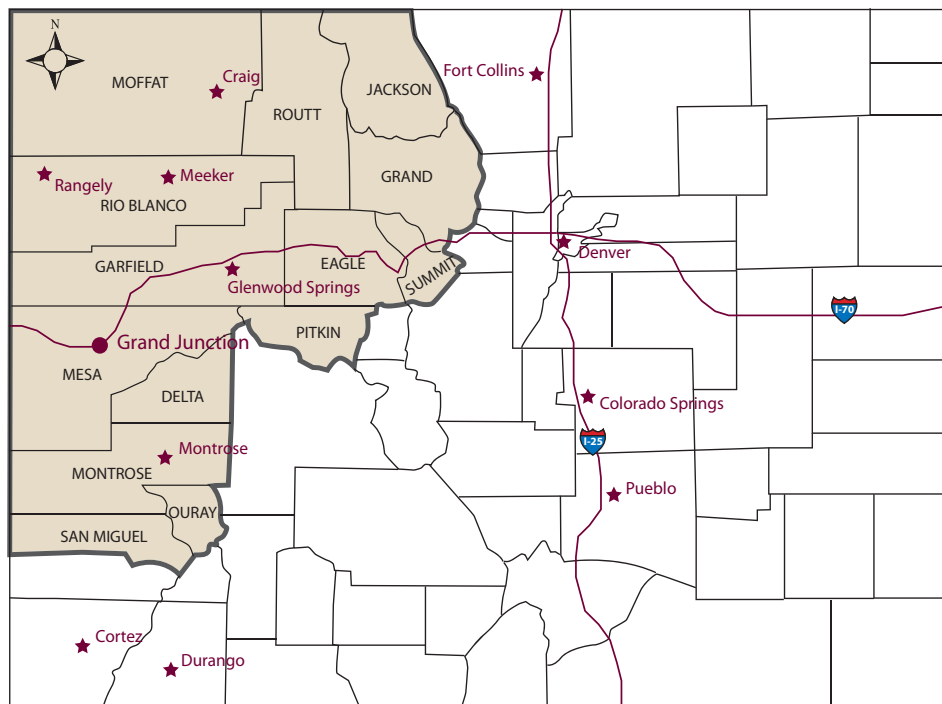 N
Fort Collins
Craig
MOFFAT
JACKSON
ROUTT
Rangely
Meeker
GRAND
RIO BLANCO
Denver
GARFIELD
EAGLE
SUMMIT
Glenwood Springs
I-70
PITKIN
Grand Junction
MESA
DELTA
Colorado Springs
I-25
Montrose
MONTROSE
Pueblo
OURAY
SAN MIGUEL
Cortez
Durango